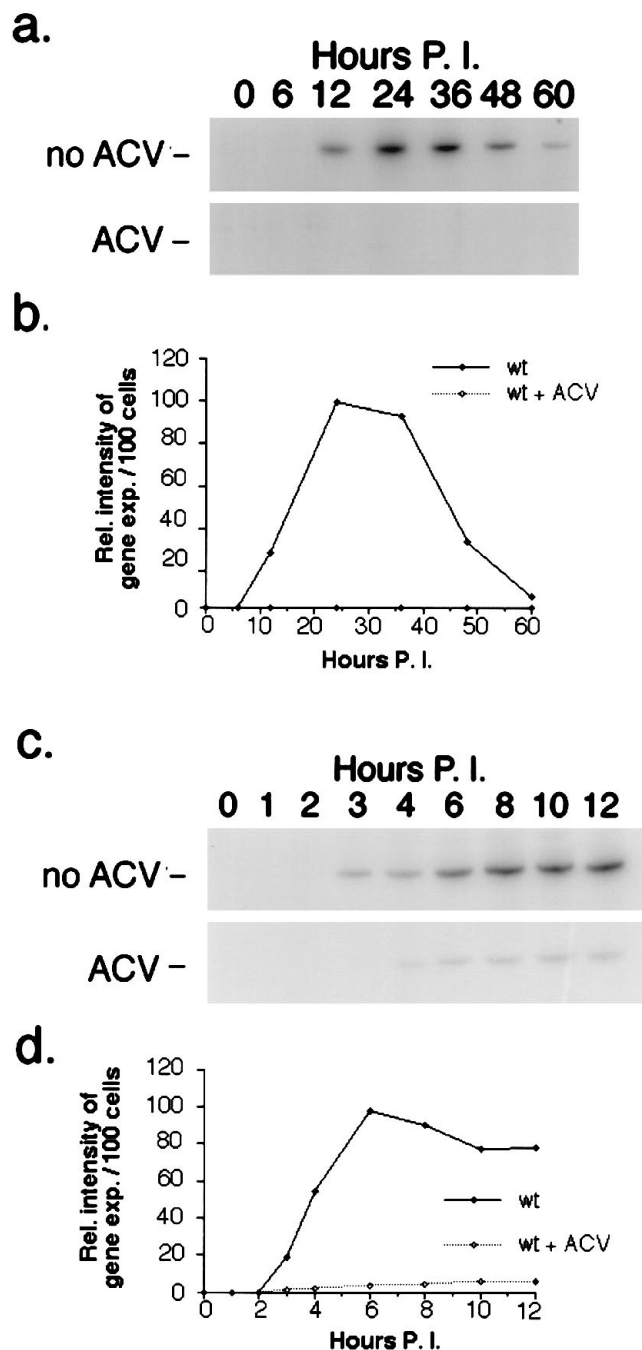 a.
Hours P. I.
0 6 12 24 36 48 60
no ACV –
ACV –
b.
Rel. intensity of
gene exp. / 100 cells
120
100
80
60
40
20
0
wt
wt + ACV
0 10 20 30 40 50 60
Hours P. I.
c.
Hours P. I.
0 1 2 3 4 6 8 10 12
no ACV –
ACV –
d.
Rel. intensity of
gene exp. / 100 cells
120
100
80
60
40
20
0
wt
wt + ACV
0 2 4 6 8 10 12
Hours P. I.